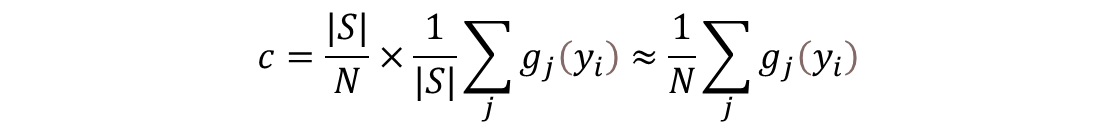 c = |S|/N × 1/|S| ∑_j g_j(y_i) ≈ 1/N ∑_j g_j(y_i)